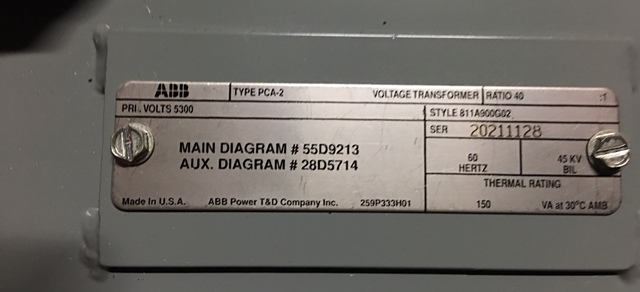 ABB TYPE PCA-2 VOLTAGE TRANSFORMER RATIO 40 :1
PRI. VOLTS 5300 STYLE 811A900G02
SER 20211128
MAIN DIAGRAM # 55D9213
AUX. DIAGRAM # 28D5714
60 45 KV
HERTZ BIL
THERMAL RATING
Made in U.S.A. ABB Power T&D Company Inc. 259P333H01 150 VA at 30°C AMB